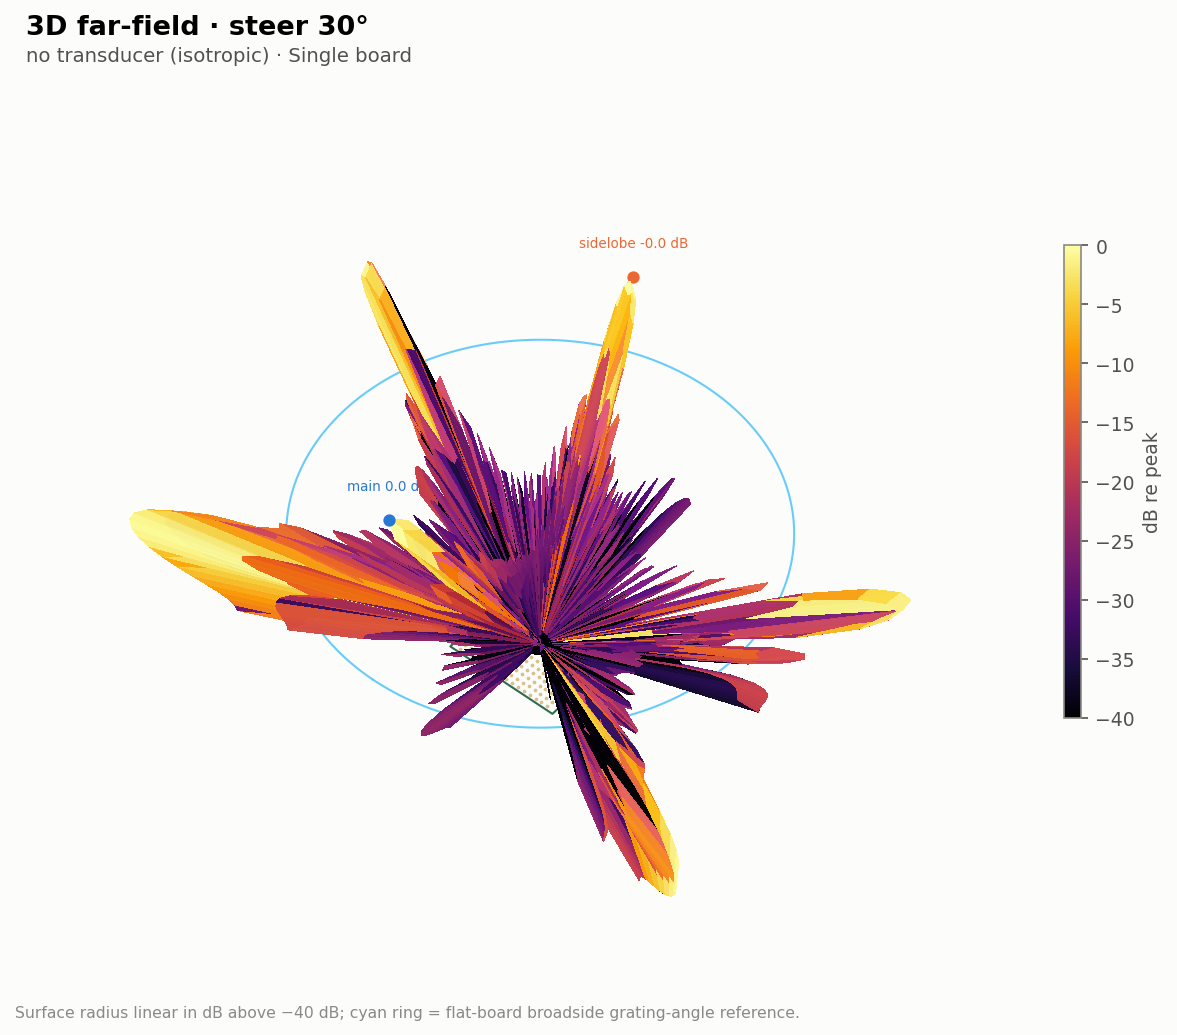 3D far-field · steer 30°
no transducer (isotropic) · Single board
sidelobe -0.0 dB
main 0.0 d
0
−5
−10
−15
−20
−25
−30
−35
−40
dB re peak
Surface radius linear in dB above −40 dB; cyan ring = flat-board broadside grating-angle reference.